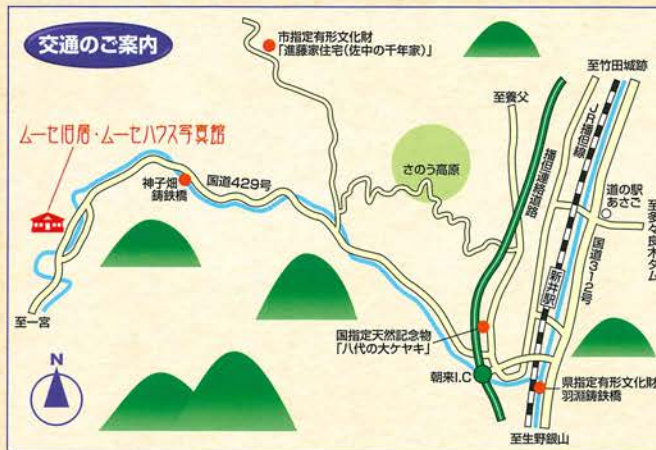 交通のご案内
市指定有形文化財
「進藤家住宅(佐中の千年家)」
至竹田城跡
至養父
JR播但線
播但連絡道路
ムーセ旧居・ムーセハウス写真館
神子畑
鋳鉄橋
国道429号
さのう高原
道の駅
あさご
至多々良木ダム
国道312号
新井駅
至一宮
国指定天然記念物
「八代の大ケヤキ」
朝来I.C
県指定有形文化財
羽淵鋳鉄橋
至生野銀山
N